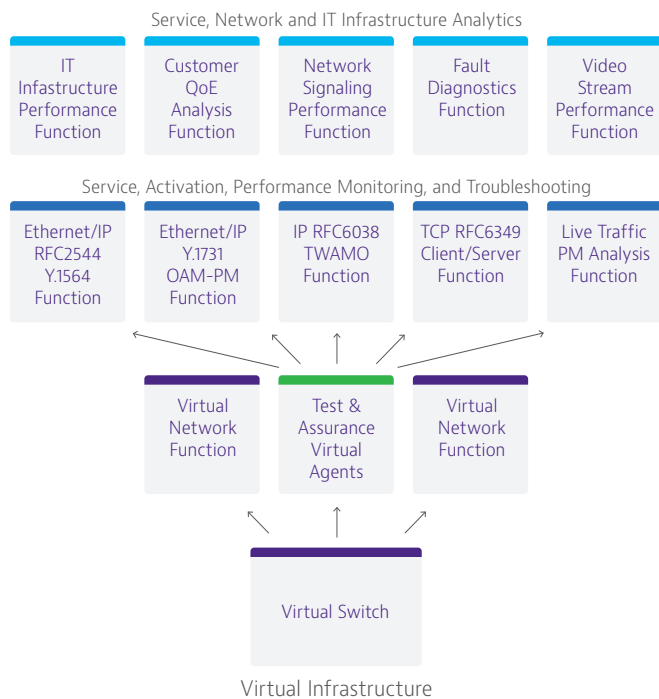 Service, Network and IT Infrastructure Analytics
IT
Infastructure
Performance
Function
Customer
QoE
Analysis
Function
Network
Signaling
Performance
Function
Fault
Diagnostics
Function
Video
Stream
Performance
Function
Service, Activation, Performance Monitoring, and Troubleshooting
Ethernet/IP
RFC2544
Y.1564
Function
Ethernet/IP
Y.1731
OAM-PM
Function
IP RFC6038
TWAMO
Function
TCP RFC6349
Client/Server
Function
Live Traffic
PM Analysis
Function
Virtual
Network
Function
Test &
Assurance
Virtual
Agents
Virtual
Network
Function
Virtual Switch
Virtual Infrastructure